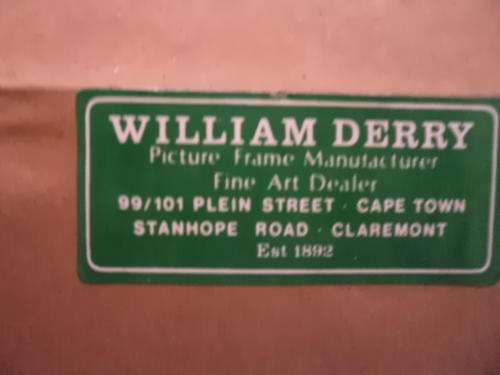 WILLIAM DERRY
Picture Frame Manufacturer
Fine Art Dealer
99/101 PLEIN STREET · CAPE TOWN
STANHOPE ROAD · CLAREMONT
Est 1892